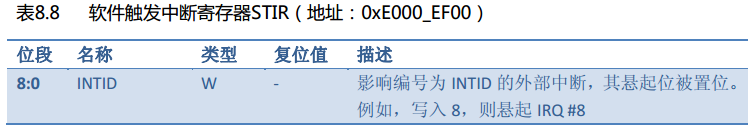 表8.8 软件触发中断寄存器STIR（地址：0xE000_EF00）
位段 名称 类型 复位值 描述
8:0 INTID W - 影响编号为 INTID 的外部中断，其悬起位被置位。
例如，写入 8，则悬起 IRQ #8